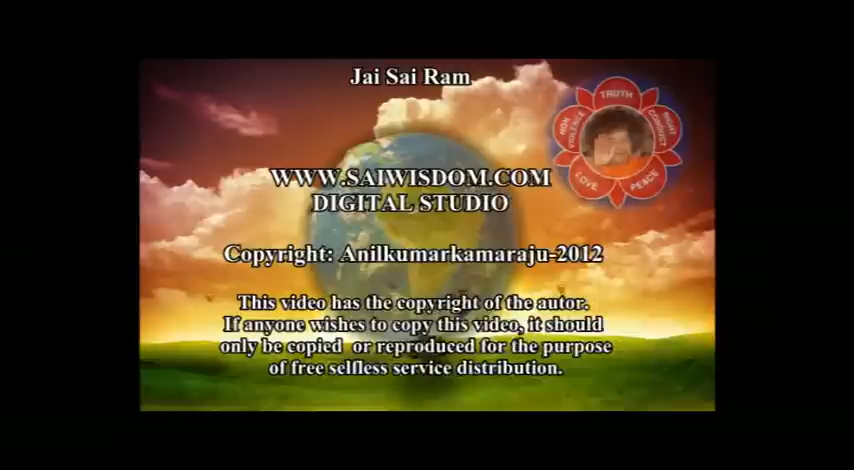 Jai Sai Ram
TRUTH
RIGHT CONDUCT
PEACE
LOVE
NON VIOLENCE
WWW.SAIWISDOM.COM
DIGITAL STUDIO
Copyright: Anilkumarkamaraju-2012
This video has the copyright of the autor.
If anyone wishes to copy this video, it should
only be copied or reproduced for the purpose
of free selfless service distribution.